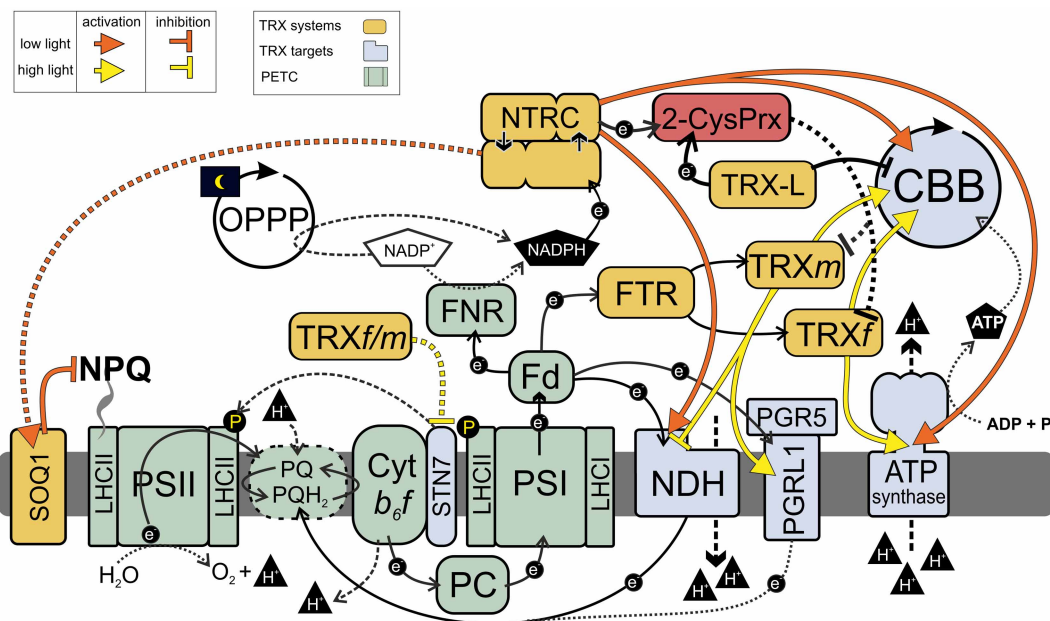 activation
inhibition
low light
high light
TRX systems
TRX targets
PETC
NTRC
e⁻
2-CysPrx
TRX-L
e⁻
CBB
OPPP
NADP⁺
NADPH
e⁻
TRXm
FTR
e⁻
FNR
TRXf/m
TRXf
H⁺
ATP
NPQ
Fd
e⁻
e⁻
e⁻
ADP + P
H⁺
P
P
e⁻
PGR5
SOQ1
LHCII
PSII
LHCII
PQ
PQH₂
Cyt
b₆f
STN7
LHCII
PSI
LHCI
NDH
PGRL1
ATP
synthase
e⁻
H₂O
O₂ + H⁺
H⁺
e⁻
PC
e⁻
e⁻
H⁺
H⁺
e⁻
H⁺
H⁺
H⁺